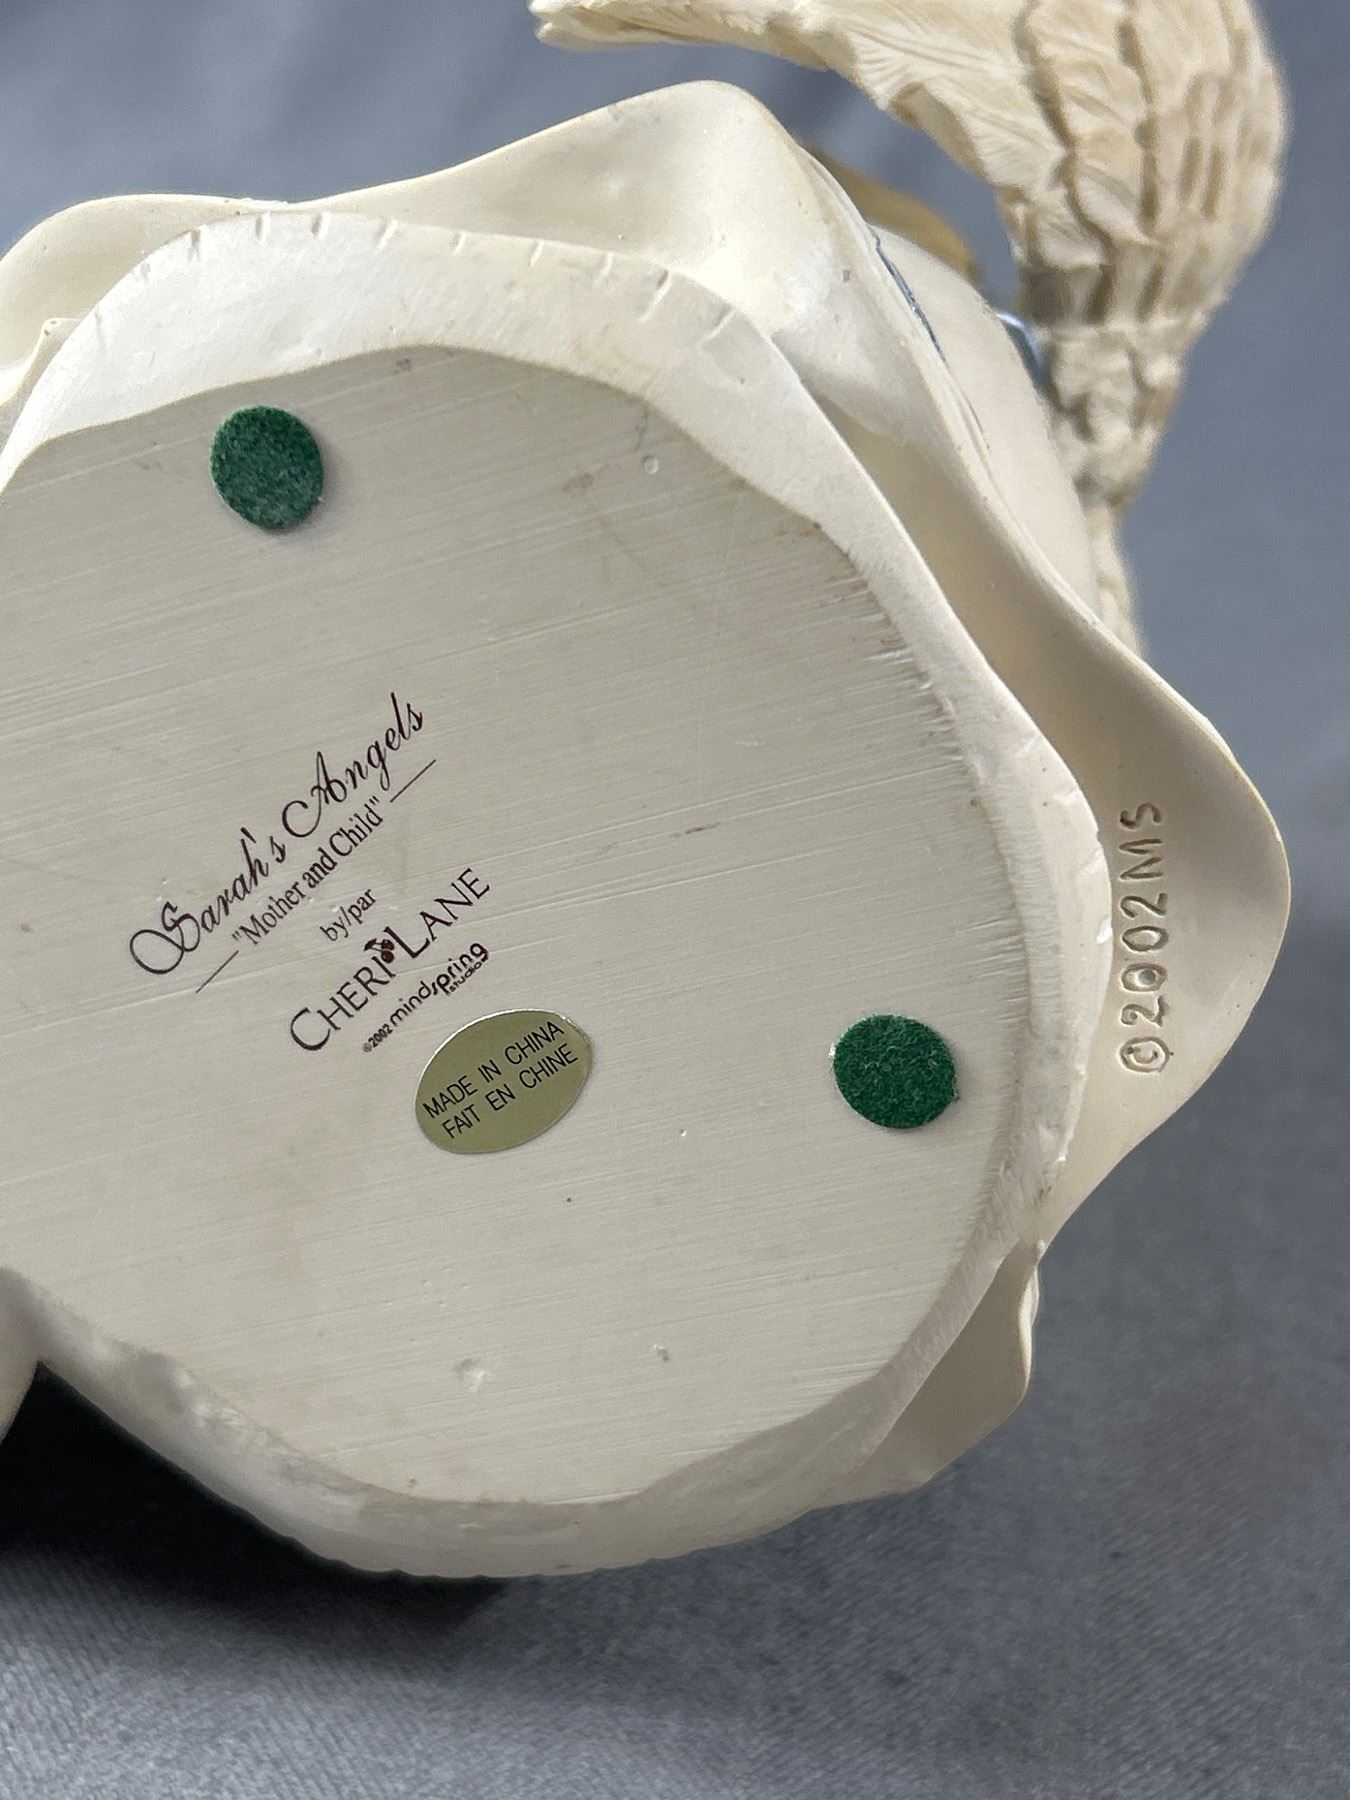 Sarah's Angels
"Mother and Child"
by/par
CHERI LANE
©2002 mindspring
studio
MADE IN CHINA
FAIT EN CHINE
©2002MS